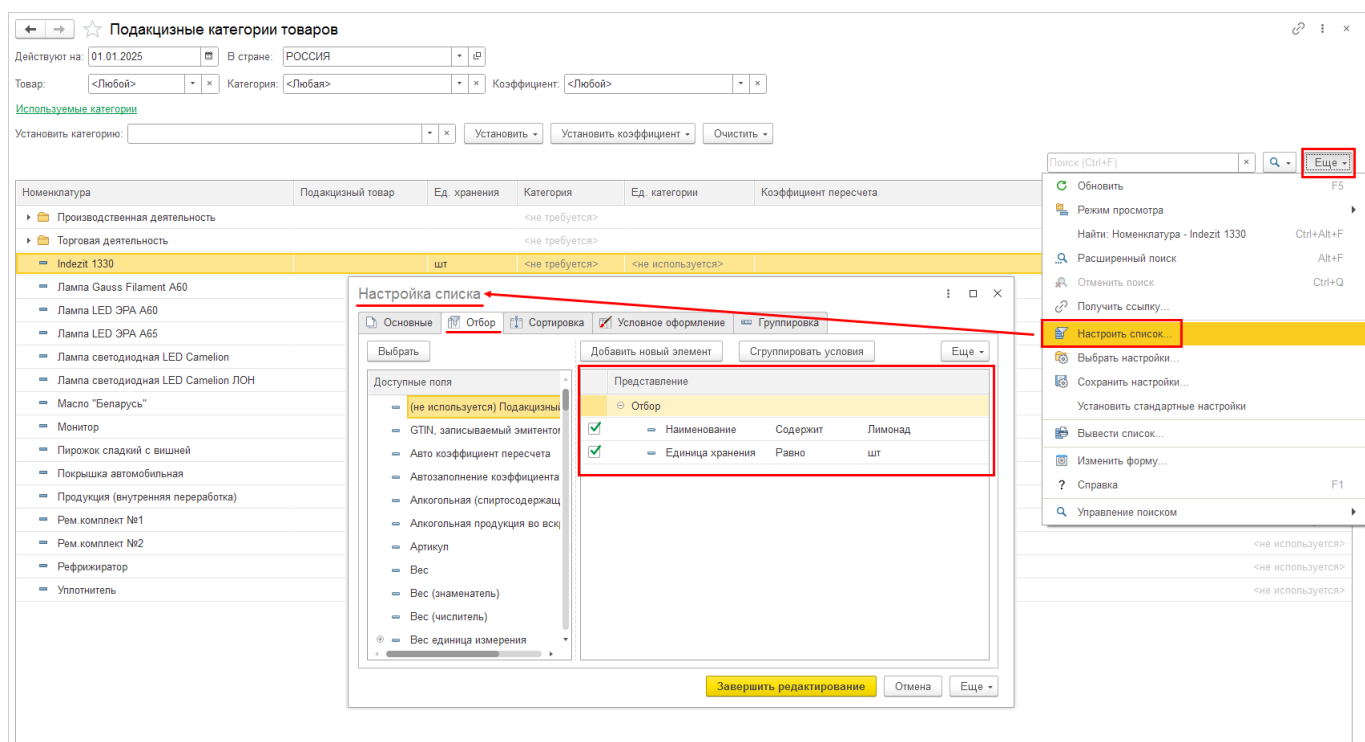 Подакцизные категории товаров
Действуют на: 01.01.2025 В стране: РОССИЯ
Товар: <Любой> Категория: <Любая> Коэффициент: <Любой>
Используемые категории
Установить категорию: Установить Установить коэффициент Очистить
Поиск (Ctrl+F) Еще
Номенклатура Подакцизный товар Ед. хранения Категория Ед. категории Коэффициент пересчета
Производственная деятельность <не требуется>
Торговая деятельность <не требуется>
Indezit 1330 шт <не требуется> <не используется>
Лампа Gauss Filament A60
Лампа LED ЭРА A60
Лампа LED ЭРА A65
Лампа светодиодная LED Camelion
Лампа светодиодная LED Camelion ЛОН
Масло "Беларусь"
Монитор
Пирожок сладкий с вишней
Покрышка автомобильная
Продукция (внутренняя переработка)
Рем.комплект №1
Рем.комплект №2 <не используется>
Рефрижиратор <не используется>
Уплотнитель <не используется>
Обновить F5
Режим просмотра
Найти: Номенклатура - Indezit 1330 Ctrl+Alt+F
Расширенный поиск Alt+F
Отменить поиск Ctrl+Q
Получить ссылку...
Настроить список...
Выбрать настройки...
Сохранить настройки...
Установить стандартные настройки
Вывести список...
Изменить форму...
Справка F1
Управление поиском
Настройка списка
Основные Отбор Сортировка Условное оформление Группировка
Выбрать Добавить новый элемент Сгруппировать условия Еще
Доступные поля
(не используется) Подакцизный
GTIN, записываемый эмитентом
Авто коэффициент пересчета
Автозаполнение коэффициента
Алкогольная (спиртосодержащ
Алкогольная продукция во вскр
Артикул
Вес
Вес (знаменатель)
Вес (числитель)
Вес единица измерения
Представление
Отбор
Наименование Содержит Лимонад
Единица хранения Равно шт
Завершить редактирование Отмена Еще